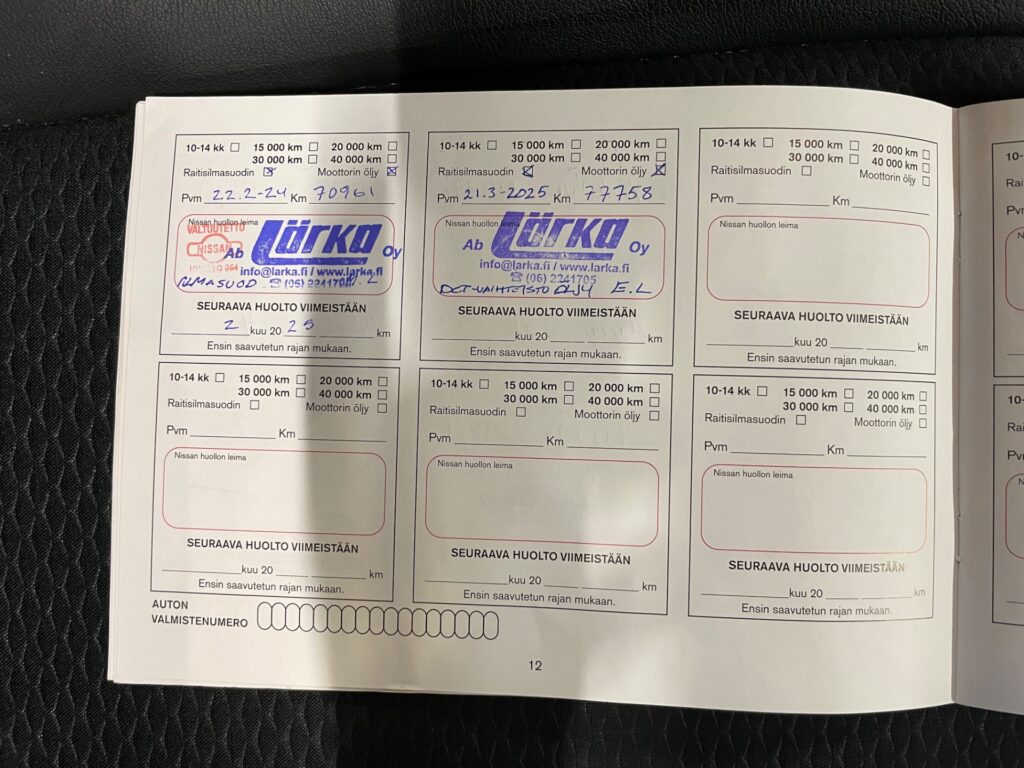 10-14 kk 15 000 km 20 000 km
30 000 km 40 000 km
Raitisilmasuodin Moottorin öljy
Pvm 22.2-24 Km 70961
Nissan huollon leima
VALTUUTETTU
NISSAN
Ab Lärka Oy
info@larka.fi / www.larka.fi
ILMASUOD. ☎ (06) 2241705 E.L
SEURAAVA HUOLTO VIIMEISTÄÄN
2 kuu 20 25 km
Ensin saavutetun rajan mukaan.
10-14 kk 15 000 km 20 000 km
30 000 km 40 000 km
Raitisilmasuodin Moottorin öljy
Pvm 21.3-2025 Km 77758
Nissan huollon leima
Ab Lärka Oy
info@larka.fi / www.larka.fi
☎ (06) 2241705
DCT-VAIHTEISTO ÖLJY E.L
SEURAAVA HUOLTO VIIMEISTÄÄN
kuu 20 km
Ensin saavutetun rajan mukaan.
10-14 kk 15 000 km 20 000 km
30 000 km 40 000 km
Raitisilmasuodin Moottorin öljy
Pvm Km
Nissan huollon leima
SEURAAVA HUOLTO VIIMEISTÄÄN
kuu 20 km
Ensin saavutetun rajan mukaan.
10-14 kk 15 000 km 20 000 km
30 000 km 40 000 km
Raitisilmasuodin Moottorin öljy
Pvm Km
Nissan huollon leima
SEURAAVA HUOLTO VIIMEISTÄÄN
kuu 20 km
Ensin saavutetun rajan mukaan.
10-14 kk 15 000 km 20 000 km
30 000 km 40 000 km
Raitisilmasuodin Moottorin öljy
Pvm Km
Nissan huollon leima
SEURAAVA HUOLTO VIIMEISTÄÄN
kuu 20 km
Ensin saavutetun rajan mukaan.
10-14 kk 15 000 km 20 000 km
30 000 km 40 000 km
Raitisilmasuodin Moottorin öljy
Pvm Km
Nissan huollon leima
SEURAAVA HUOLTO VIIMEISTÄÄN
kuu 20 km
Ensin saavutetun rajan mukaan.
AUTON
VALMISTENUMERO
12